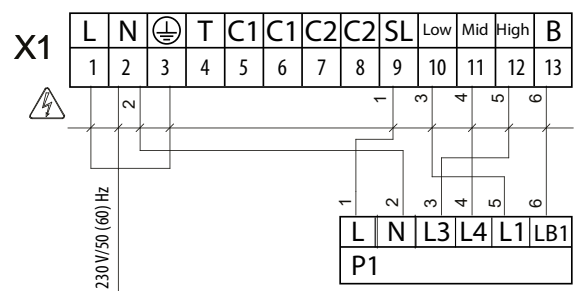 X1
L N T C1 C1 C2 C2 SL Low Mid High B
1 2 3 4 5 6 7 8 9 10 11 12 13
2 1 3 4 5 6
230 V/50 (60) Hz
1 2 3 4 5 6
L N L3 L4 L1 LB1
P1